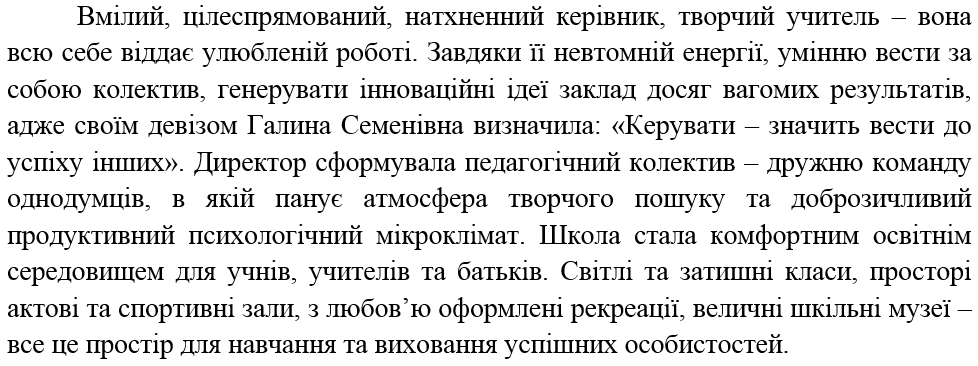 Вмілий, цілеспрямований, натхненний керівник, творчий учитель – вона
всю себе віддає улюбленій роботі. Завдяки її невтомній енергії, умінню вести за
собою колектив, генерувати інноваційні ідеї заклад досяг вагомих результатів,
адже своїм девізом Галина Семенівна визначила: «Керувати – значить вести до
успіху інших». Директор сформувала педагогічний колектив – дружню команду
однодумців, в якій панує атмосфера творчого пошуку та доброзичливий
продуктивний психологічний мікроклімат. Школа стала комфортним освітнім
середовищем для учнів, учителів та батьків. Світлі та затишні класи, просторі
актові та спортивні зали, з любов’ю оформлені рекреації, величні шкільні музеї –
все це простір для навчання та виховання успішних особистостей.